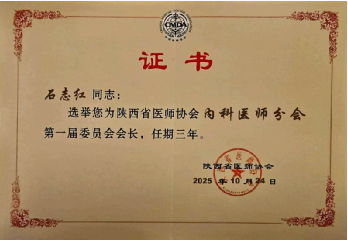 CMDA
证书
石志红 同志：
选举您为陕西省医师协会内科医师分会
第一届委员会会长，任期三年。
陕西省医师协会
2025 年 10 月 24 日